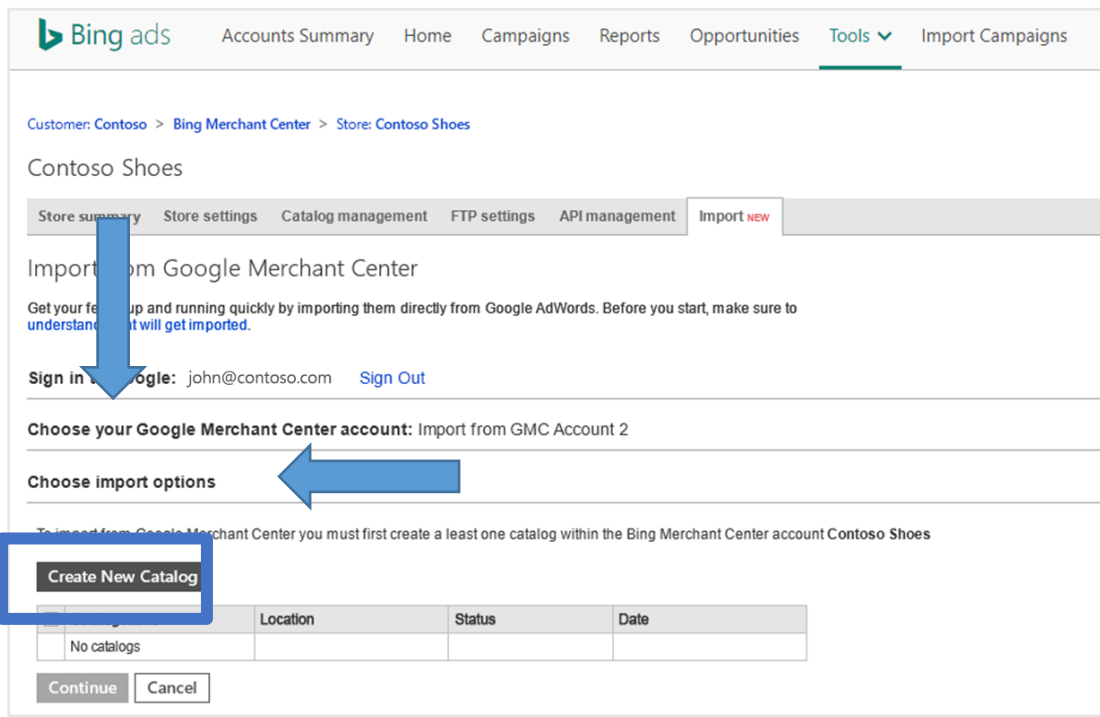 Bing ads Accounts Summary Home Campaigns Reports Opportunities Tools Import Campaigns
Customer: Contoso > Bing Merchant Center > Store: Contoso Shoes
Contoso Shoes
Store summary Store settings Catalog management FTP settings API management Import NEW
Import from Google Merchant Center
Get your up and running quickly by importing them directly from Google AdWords. Before you start, make sure to
understand will get imported.
Sign in to Google: john@contoso.com Sign Out
Choose your Google Merchant Center account: Import from GMC Account 2
Choose import options
To import from Google Merchant Center you must first create a least one catalog within the Bing Merchant Center account Contoso Shoes
Create New Catalog
Location Status Date
No catalogs
Continue Cancel